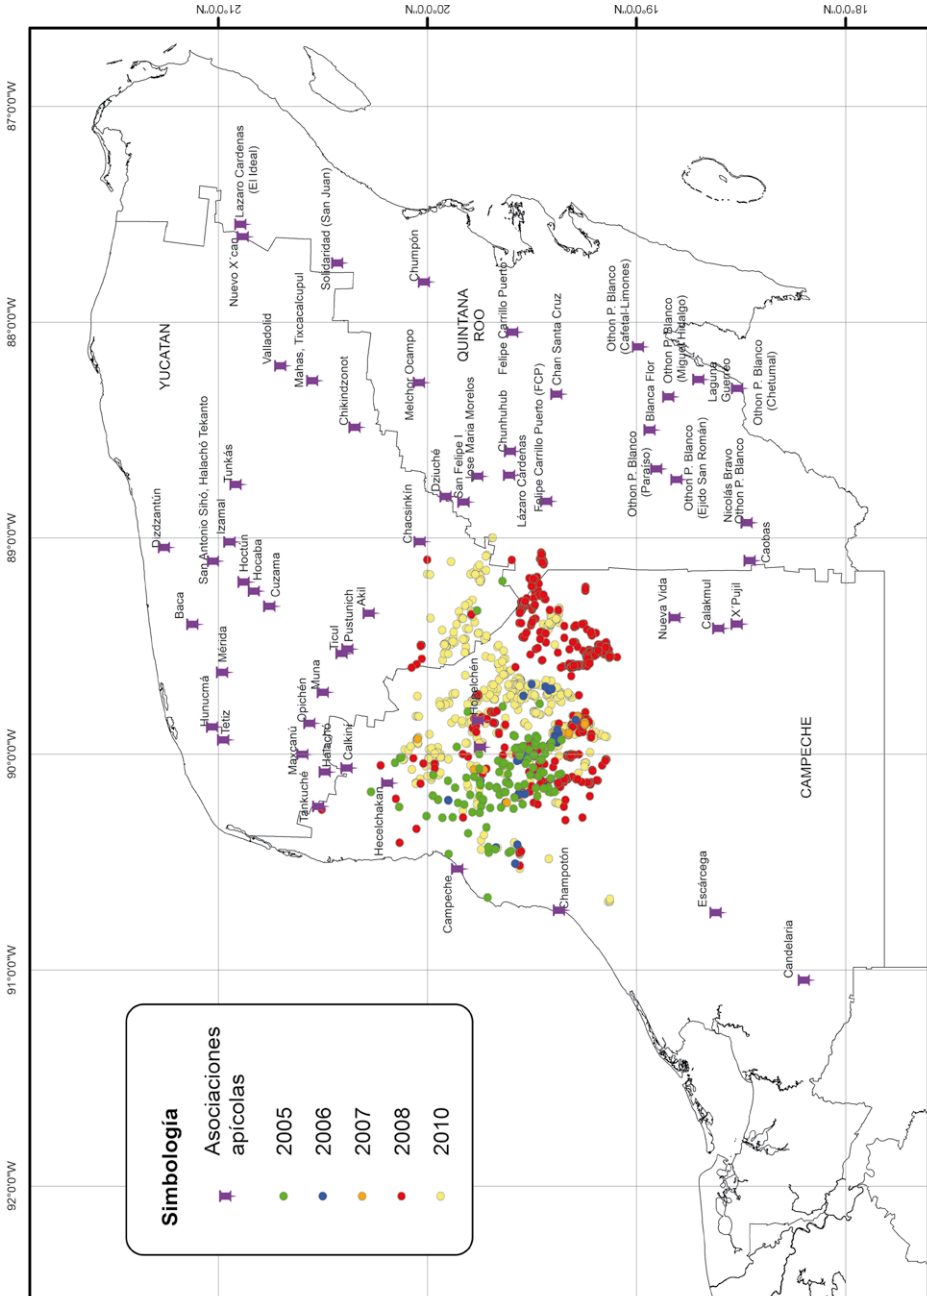 Simbología
Asociaciones
apícolas
2005
2006
2007
2008
2010
92°0'0"W
91°0'0"W
90°0'0"W
89°0'0"W
88°0'0"W
87°0'0"W
21°0'0"N
20°0'0"N
19°0'0"N
18°0'0"N
YUCATAN
QUINTANA
ROO
CAMPECHE
Dizdzantún
Baca
San Antonio Sihó, Halachó Tekanto
Izamal
Tunkás
Hoctún
Hocaba
Cuzama
Mérida
Hunucmá
Tetiz
Ticul
Pustunich
Akil
Muna
Opichén
Maxcanú
Halachó
Calkiní
Tankuché
Hecelchakan
Campeche
Hopelchén
Champotón
Escárcega
Candelaria
Nuevo X´can
Lazaro Cardenas
(El Ideal)
Solidaridad (San Juan)
Valladolid
Mahas, Tixcacalcupul
Chikindzonot
Chumpón
Melchor Ocampo
Chacsinkín
Dziuché
San Felipe I
Jose María Morelos
Felipe Carrillo Puerto
Chunhuhub
Lázaro Cárdenas
Felipe Carrillo Puerto (FCP)
Chan Santa Cruz
Othon P. Blanco
(Cafetal-Limones)
Othon P. Blanco
(Miguel Hidalgo)
Blanca Flor
Laguna
Guerrero
Othon P. Blanco
(Paraíso)
Othon P. Blanco
(Ejido San Román)
Othon P. Blanco
(Chetumal)
Nicolás Bravo
Othon P. Blanco
Caobas
Nueva Vida
Calakmul
X´Pujil